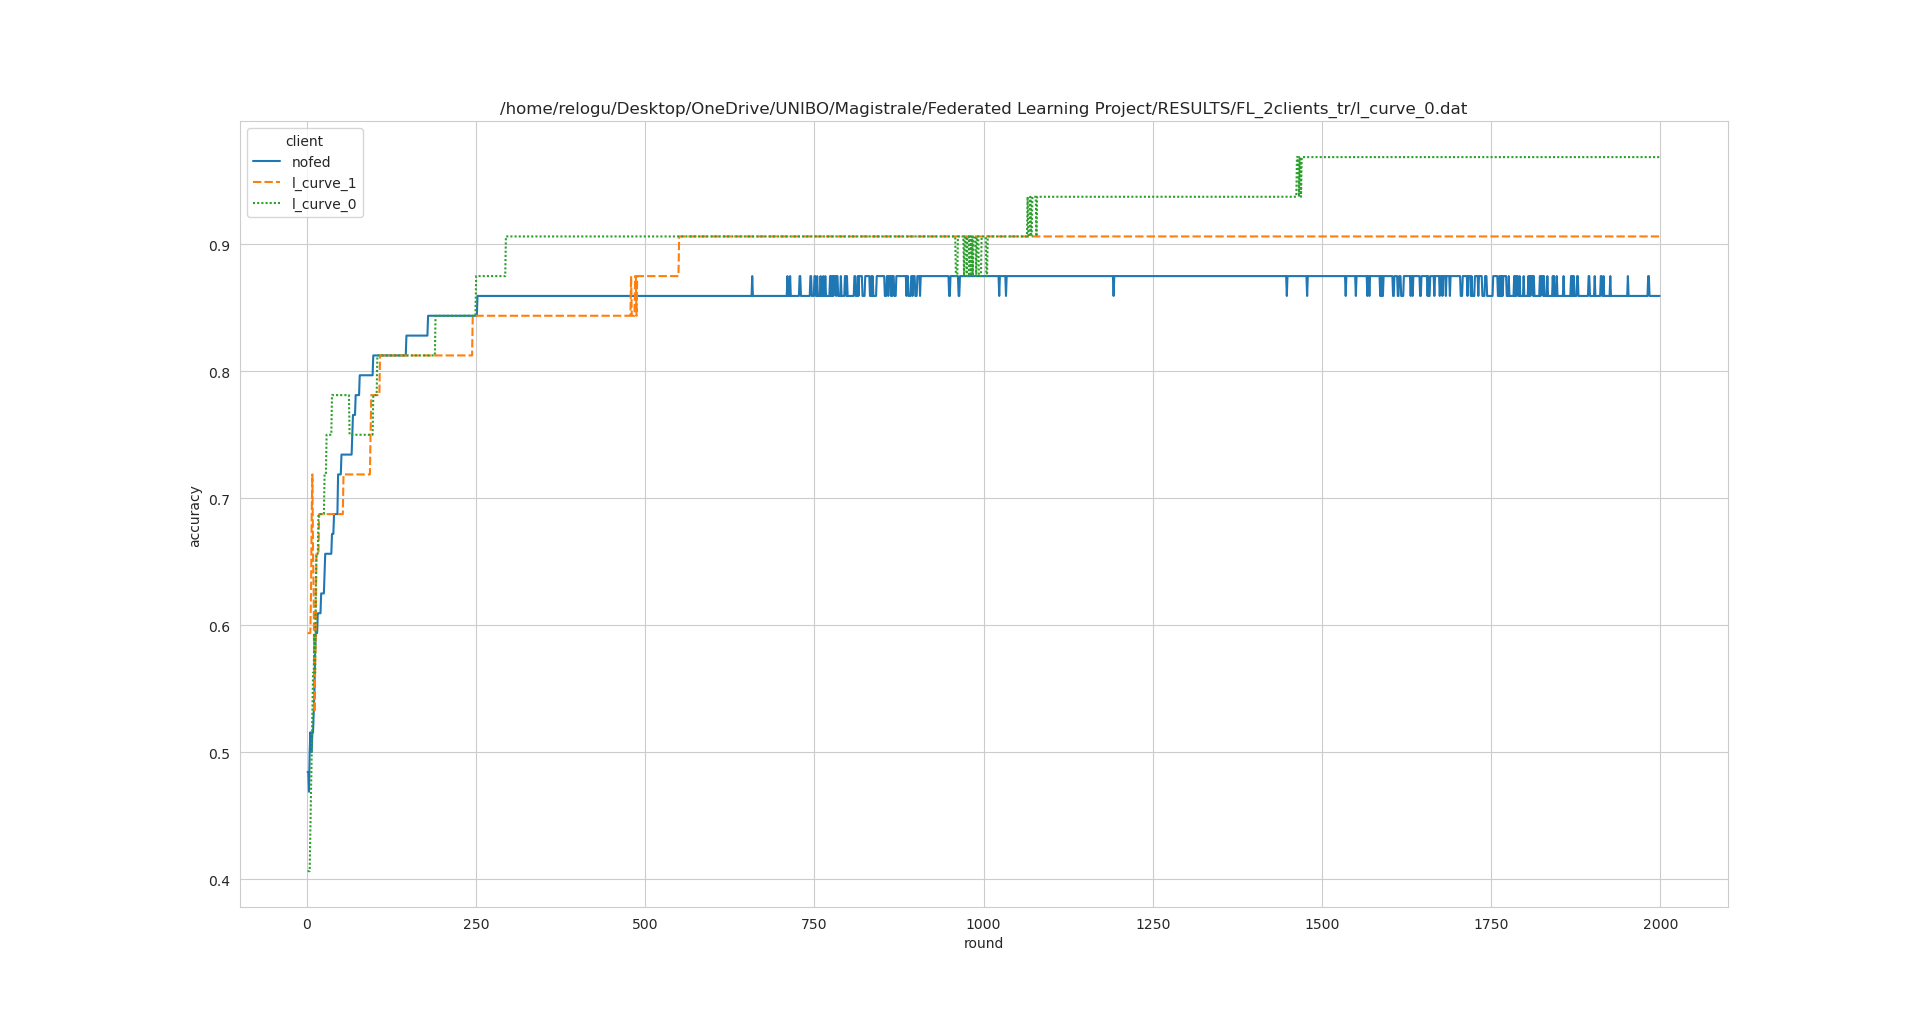 /home/relogu/Desktop/OneDrive/UNIBO/Magistrale/Federated Learning Project/RESULTS/FL_2clients_tr/l_curve_0.dat
client
nofed
l_curve_1
l_curve_0
0.9
0.8
0.7
0.6
0.5
0.4
accuracy
0 250 500 750 1000 1250 1500 1750 2000
round